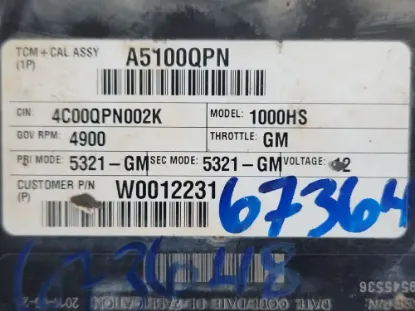 TCM + CAL ASSY
(1P)
A5100QPN
CIN: 4C00QPN002K MODEL: 1000HS
GOV RPM: 4900 THROTTLE: GM
PRI MODE: 5321-GM SEC MODE: 5321-GM VOLTAGE: 12
CUSTOMER P/N
(P)
W0012231
67364